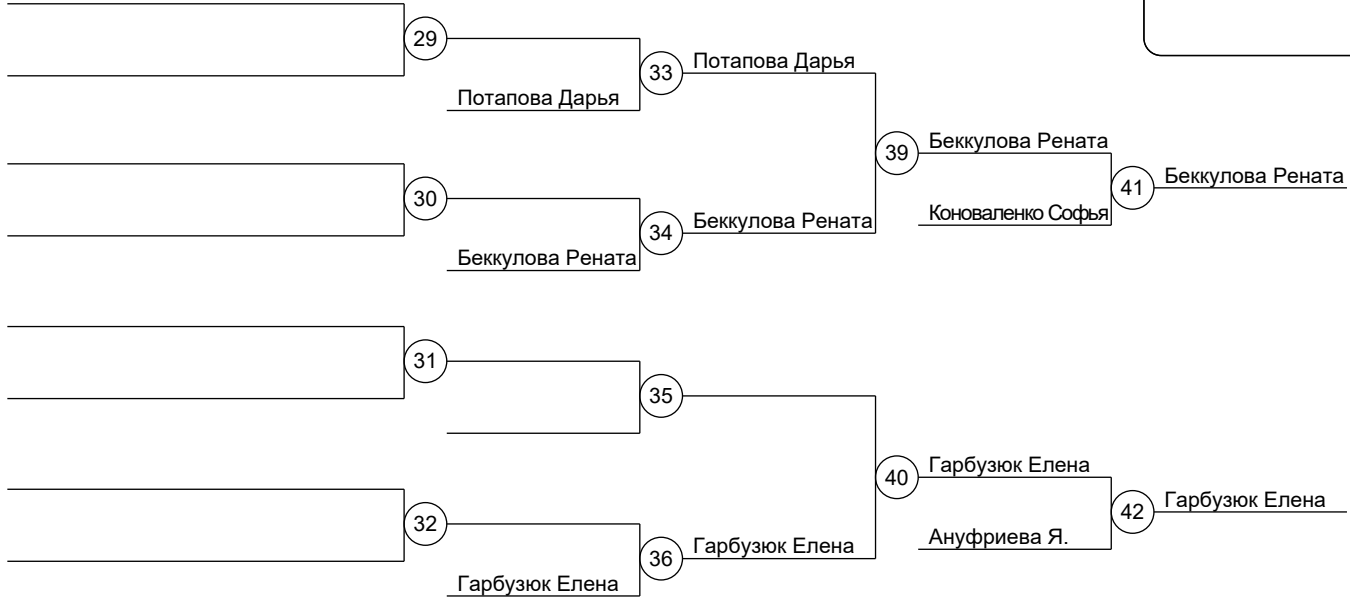 29
33
Потапова Дарья
Потапова Дарья
39
Беккулова Рената
41
Беккулова Рената
30
34
Беккулова Рената
Коноваленко Софья
Беккулова Рената
31
35
40
Гарбузюк Елена
42
Гарбузюк Елена
32
36
Гарбузюк Елена
Ануфриева Я.
Гарбузюк Елена